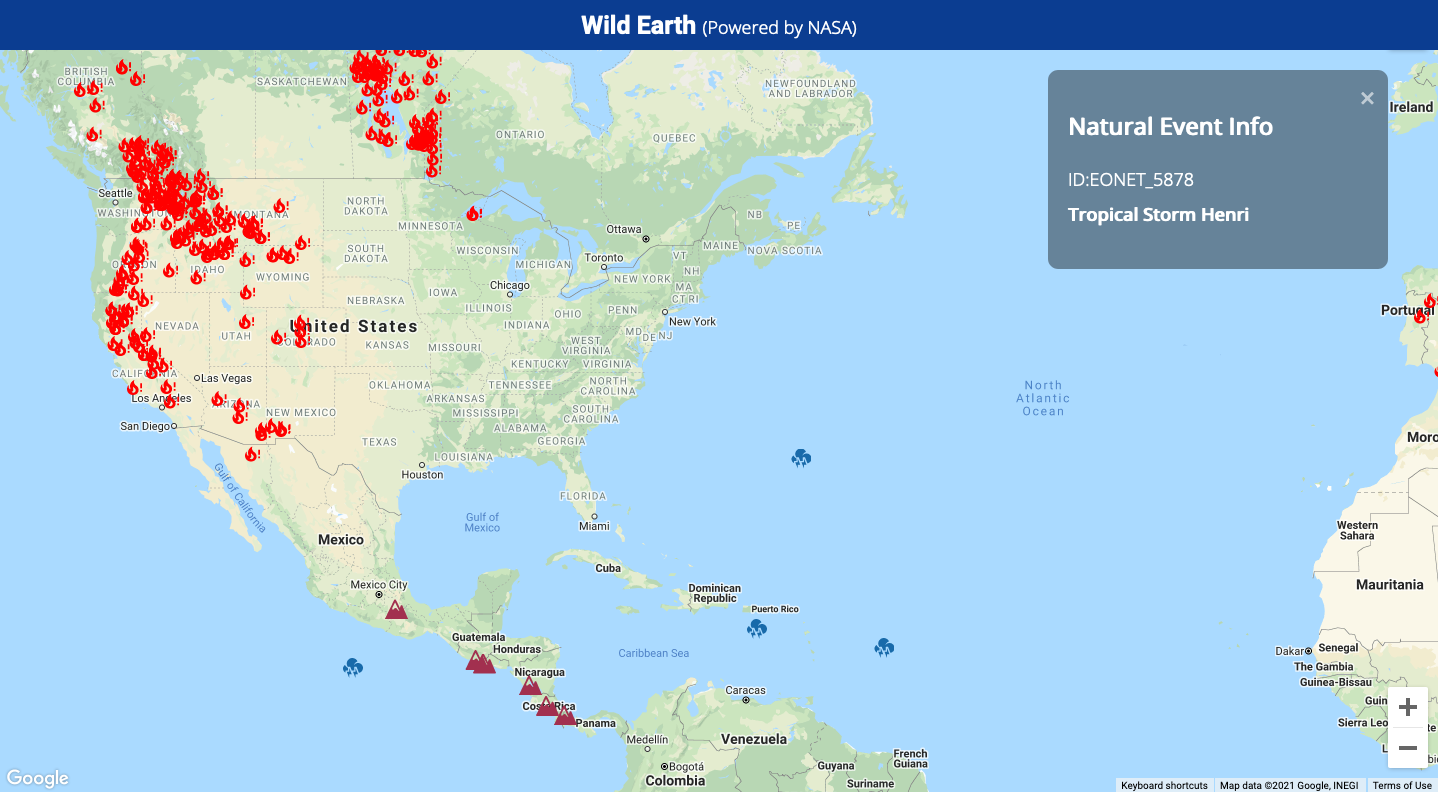 Wild Earth (Powered by NASA)
BRITISH
COLUMBIA
SASKATCHEWAN
NEWFOUNDLAND
AND LABRADOR
Ireland
ONTARIO
QUEBEC
×
Natural Event Info
ID:EONET_5878
Tropical Storm Henri
Seattle
WASHINGTON
MONTANA
NORTH
DAKOTA
MINNESOTA
Ottawa
NB
PE
MAINE
NOVA SCOTIA
OREGON
IDAHO
SOUTH
DAKOTA
WISCONSIN
MICHIGAN
Toronto
VT
NH
NEW YORK
MA
CT RI
WYOMING
Chicago
IOWA
NEBRASKA
ILLINOIS
INDIANA
OHIO
PENN
New York
MD
DE
NJ
NEVADA
UTAH
COLORADO
United States
KANSAS
MISSOURI
WEST
VIRGINIA
KENTUCKY
VIRGINIA
Portugal
CALIFORNIA
Las Vegas
OKLAHOMA
TENNESSEE
NORTH
CAROLINA
ARKANSAS
Los Angeles
ARIZONA
NEW MEXICO
MISSISSIPPI
SOUTH
CAROLINA
North
Atlantic
Ocean
San Diego
ALABAMA
TEXAS
GEORGIA
LOUISIANA
Moro
Houston
Gulf of California
FLORIDA
Gulf of
Mexico
Miami
Mexico
Western
Sahara
Cuba
Mexico City
Dominican
Republic
Puerto Rico
Mauritania
Guatemala
Honduras
Caribbean Sea
Dakar
Senegal
The Gambia
Guinea-Bissau
Nicaragua
Caracas
Costa Rica
Panama
Guin
Sierra Leo
Medellín
Venezuela
Bogotá
Colombia
Guyana
French
Guiana
Suriname
Google
Keyboard shortcuts
Map data ©2021 Google, INEGI
Terms of Use